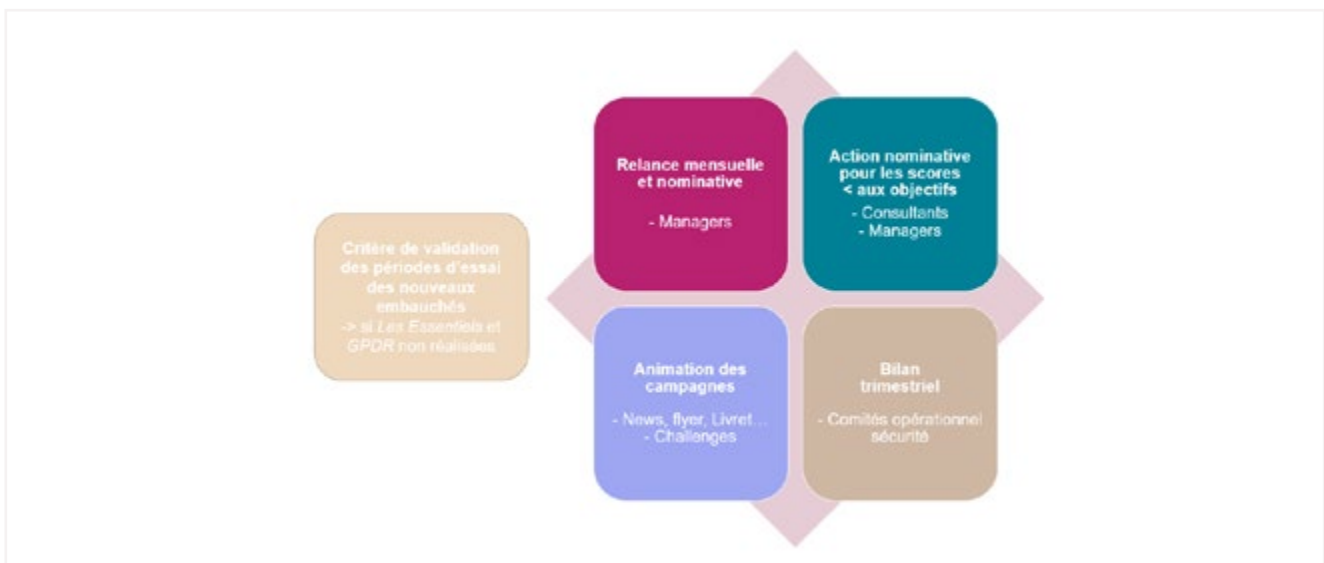 Relance mensuelle
et nominative
- Managers
Action nominative
pour les scores
< aux objectifs
- Consultants
- Managers
Critère de validation
des périodes d'essai
des nouveaux
embauchés
-> si Les Essentiels et
GPDR non réalisées
Animation des
campagnes
- News, flyer, Livret...
- Challenges
Bilan
trimestriel
- Comités opérationnel
sécurité